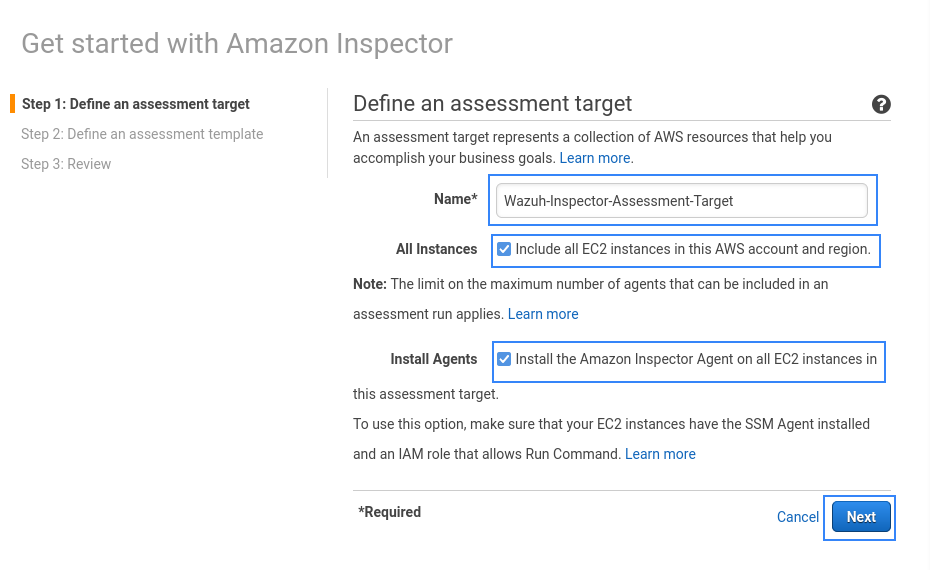 Get started with Amazon Inspector
Step 1: Define an assessment target
Step 2: Define an assessment template
Step 3: Review
Define an assessment target
?
An assessment target represents a collection of AWS resources that help you
accomplish your business goals. Learn more.
Name* Wazuh-Inspector-Assessment-Target
All Instances Include all EC2 instances in this AWS account and region.
Note: The limit on the maximum number of agents that can be included in an
assessment run applies. Learn more
Install Agents Install the Amazon Inspector Agent on all EC2 instances in
this assessment target.
To use this option, make sure that your EC2 instances have the SSM Agent installed
and an IAM role that allows Run Command. Learn more
*Required
Cancel Next